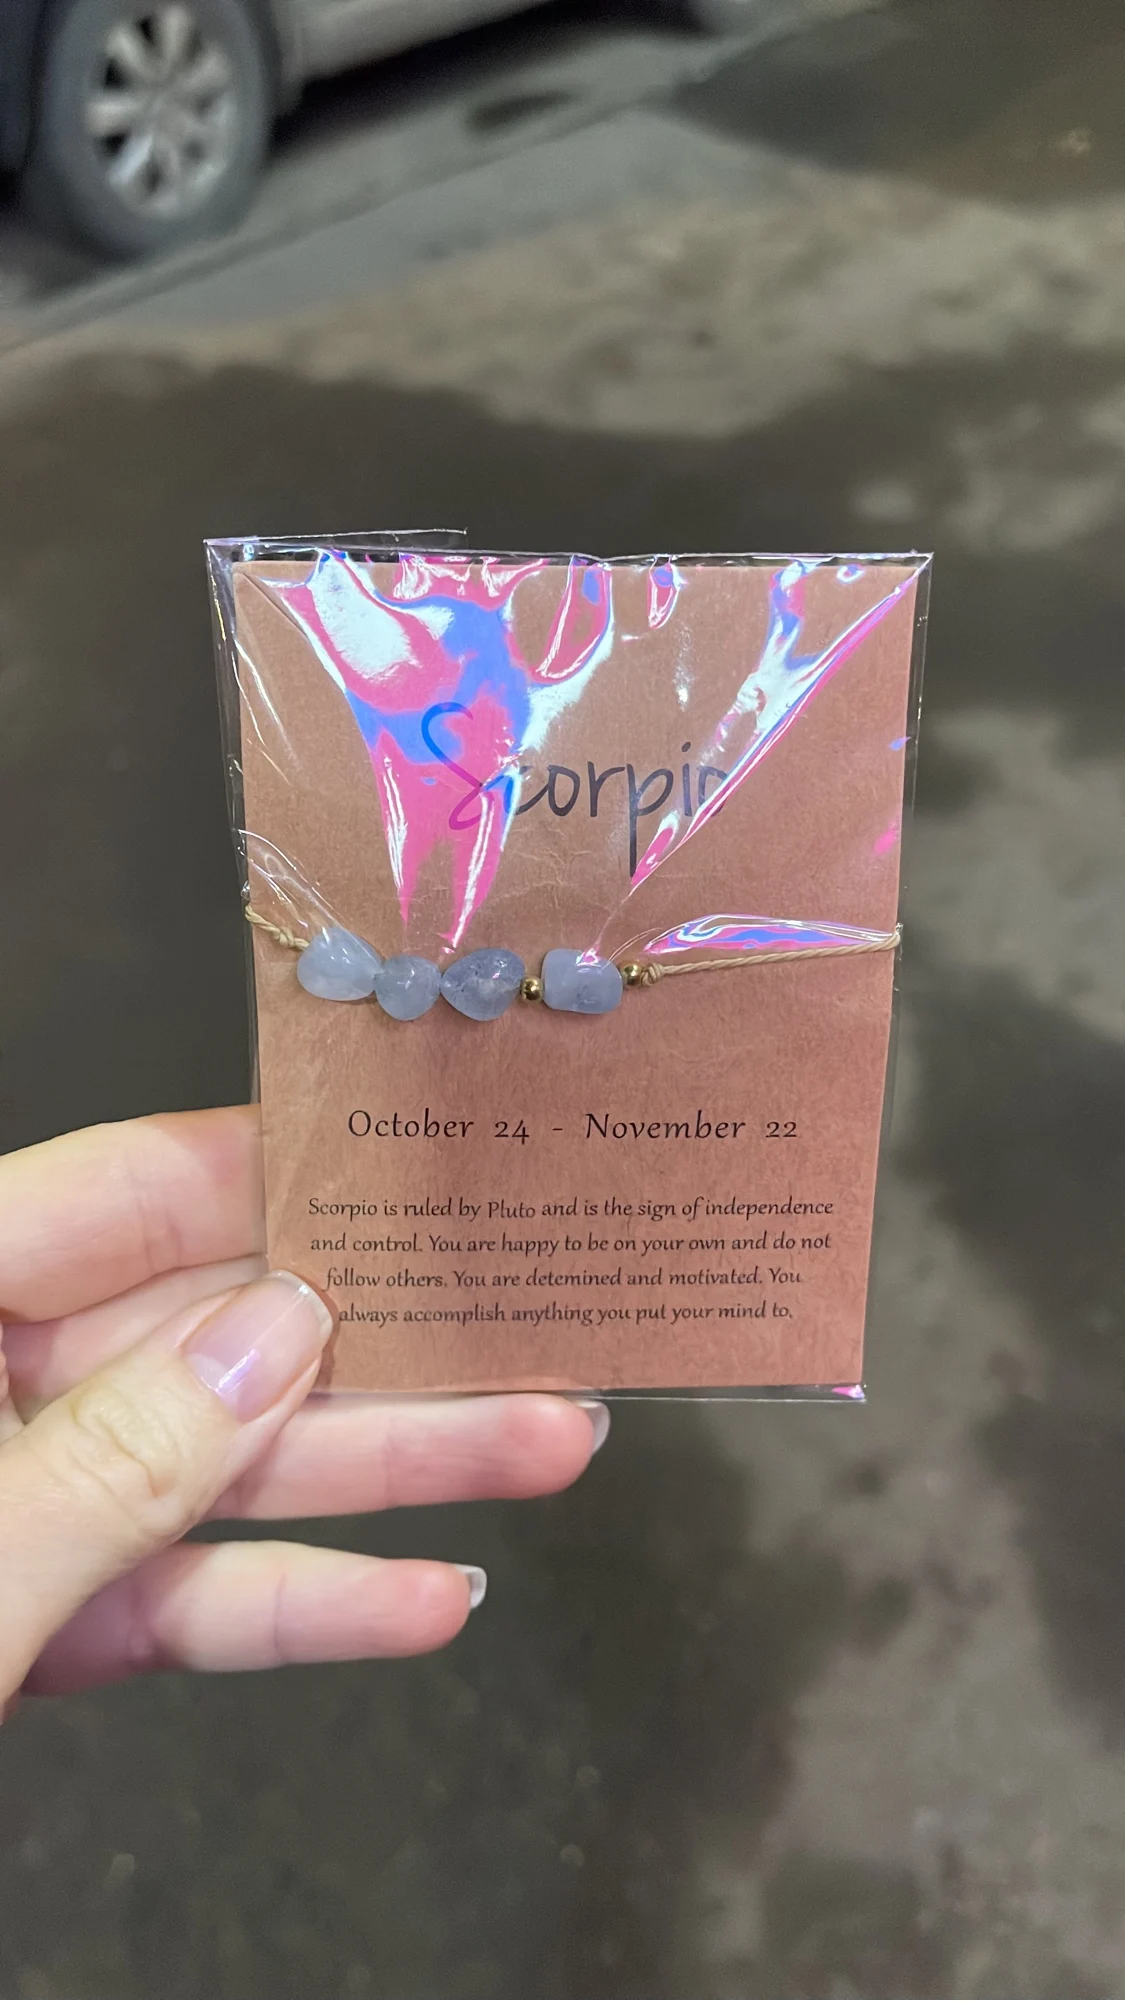 Scorpio
October 24 - November 22
Scorpio is ruled by Pluto and is the sign of independence
and control. You are happy to be on your own and do not
follow others. You are detemined and motivated. You
always accomplish anything you put your mind to.